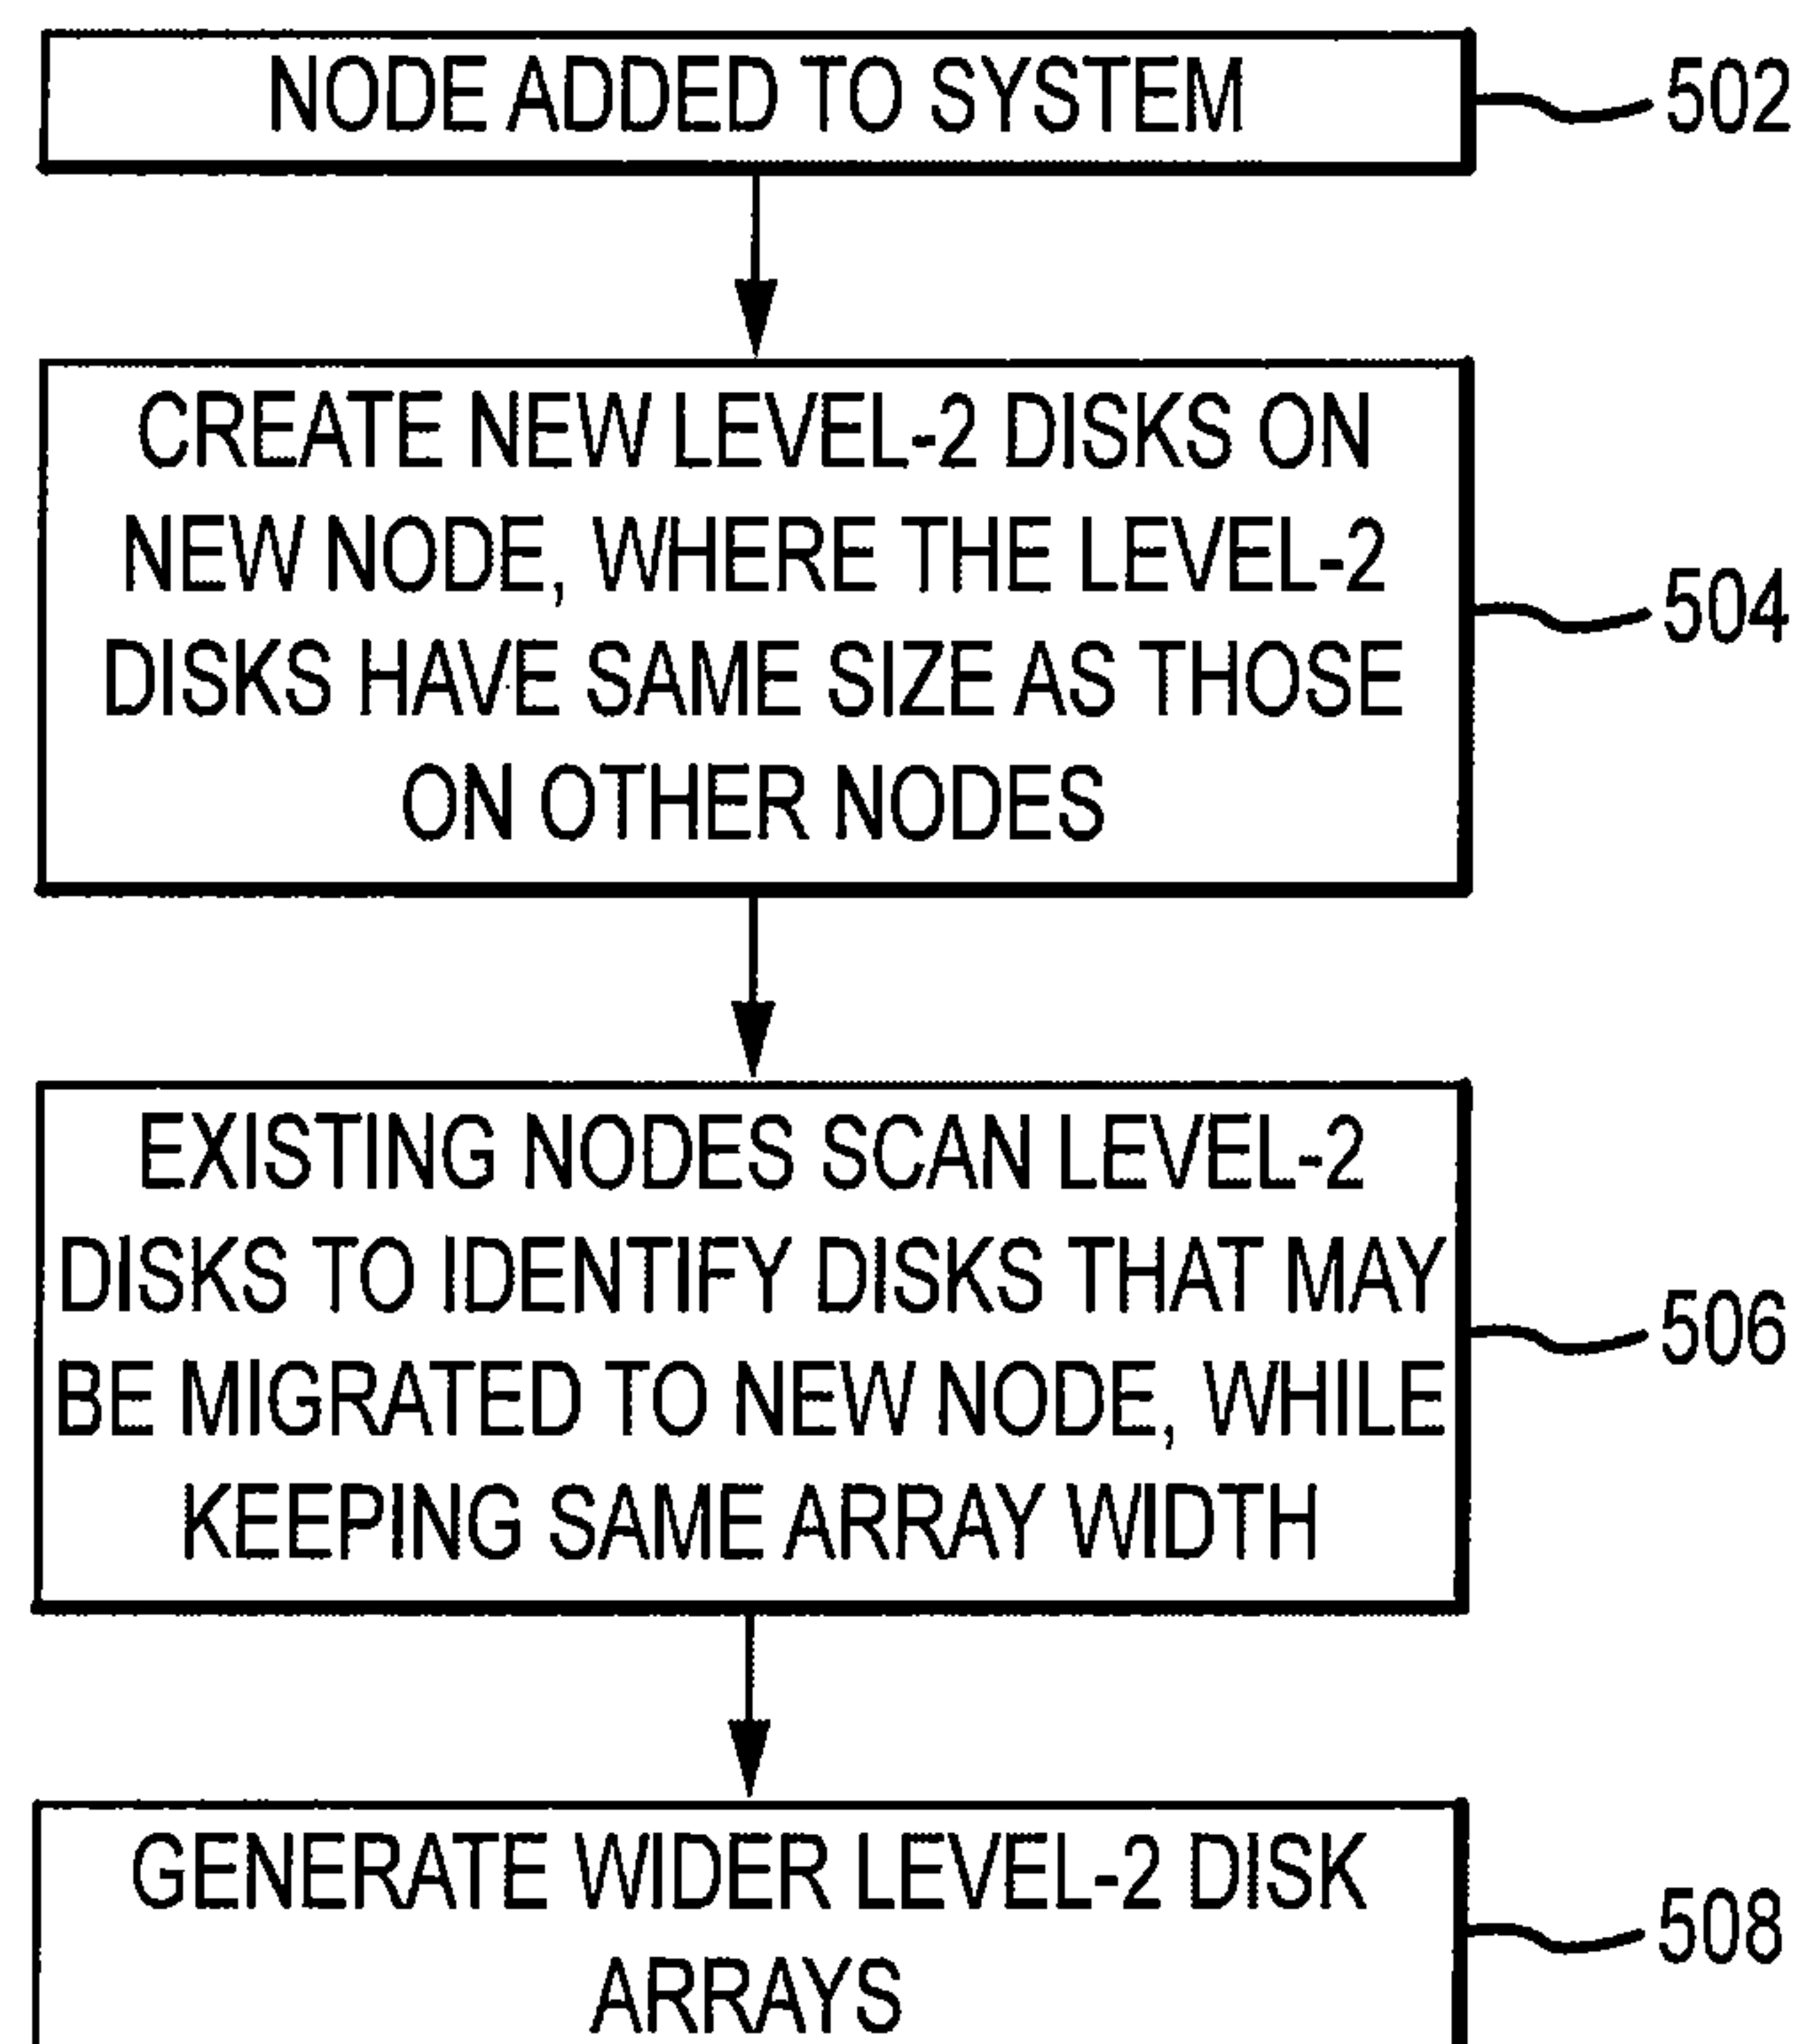 NODE ADDED TO SYSTEM
502
CREATE NEW LEVEL-2 DISKS ON
NEW NODE, WHERE THE LEVEL-2
DISKS HAVE SAME SIZE AS THOSE
ON OTHER NODES
504
EXISTING NODES SCAN LEVEL-2
DISKS TO IDENTIFY DISKS THAT MAY
BE MIGRATED TO NEW NODE, WHILE
KEEPING SAME ARRAY WIDTH
506
GENERATE WIDER LEVEL-2 DISK
ARRAYS
508